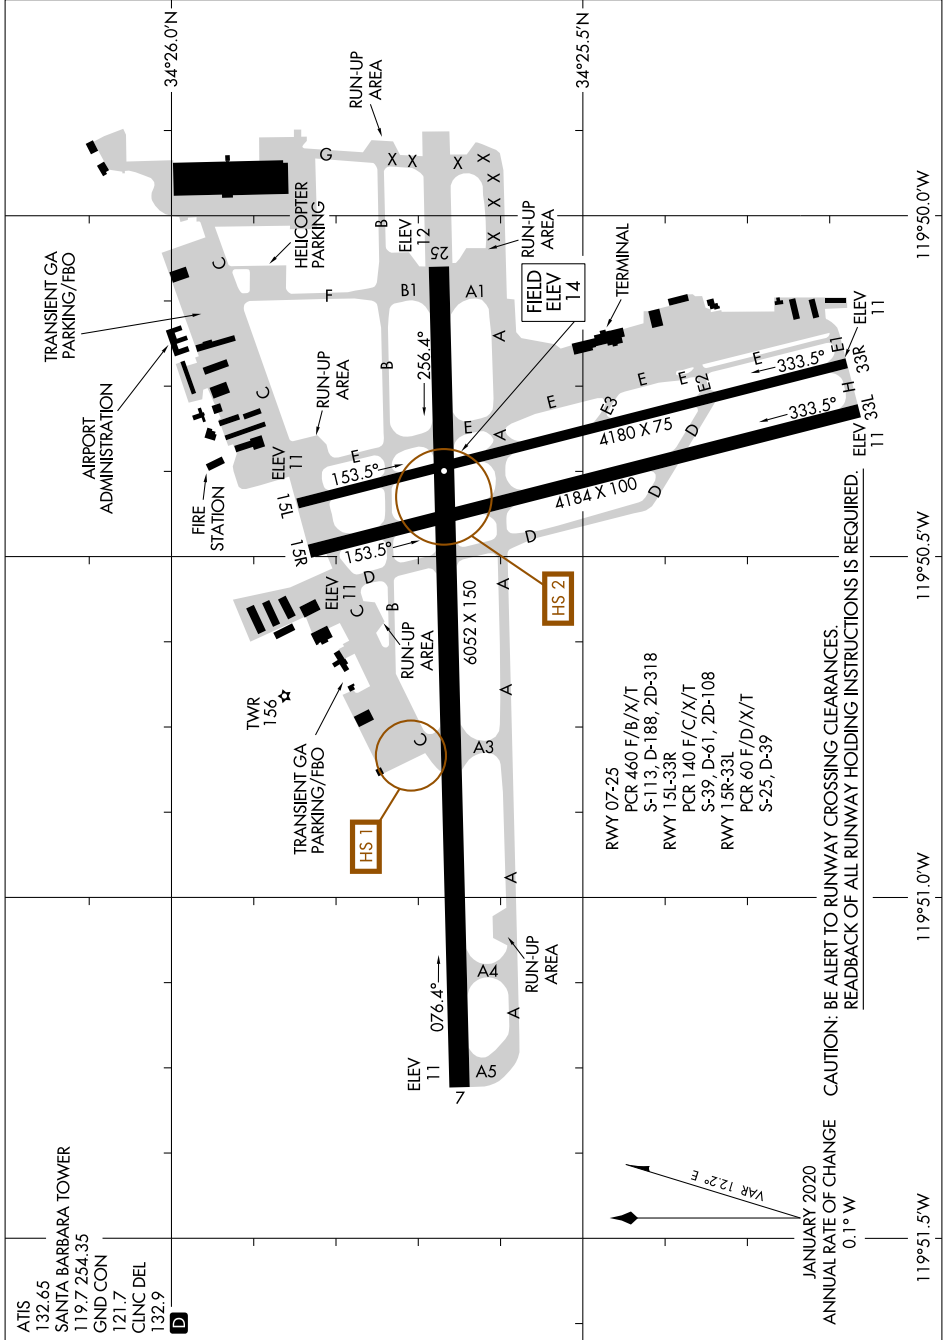 ATIS
132.65
SANTA BARBARA TOWER
119.7 254.35
GND CON
121.7
CLNC DEL
132.9
D
34°26.0'N
34°25.5'N
119°50.0'W
119°50.5'W
119°51.0'W
119°51.5'W
RUN-UP
AREA
G
X
X
X
X
X
X
X
B
HELICOPTER
PARKING
C
TRANSIENT GA
PARKING/FBO
AIRPORT
ADMINISTRATION
FIRE
STATION
C
F
ELEV
12
25
RUN-UP
AREA
FIELD
ELEV
14
TERMINAL
B1
A1
A
B
256.4°
RUN-UP
AREA
E
E
A
E
E3
E
E
E2
E
E1
ELEV
11
33R
333.5°
H
333.5°
33L
ELEV
11
4180 X 75
4184 X 100
D
D
D
ELEV
11
15L
153.5°
15R
153.5°
HS 2
ELEV
11
D
C
B
RUN-UP
AREA
6052 X 150
A
A
TWR
156
TRANSIENT GA
PARKING/FBO
C
HS 1
A3
A
RUN-UP
AREA
A4
A
A5
076.4°
ELEV
11
7
RWY 07-25
PCR 460 F/B/X/T
S-113, D-188, 2D-318
RWY 15L-33R
PCR 140 F/C/X/T
S-39, D-61, 2D-108
RWY 15R-33L
PCR 60 F/D/X/T
S-25, D-39
VAR 12.2° E
JANUARY 2020
ANNUAL RATE OF CHANGE
0.1° W
CAUTION: BE ALERT TO RUNWAY CROSSING CLEARANCES.
READBACK OF ALL RUNWAY HOLDING INSTRUCTIONS IS REQUIRED.